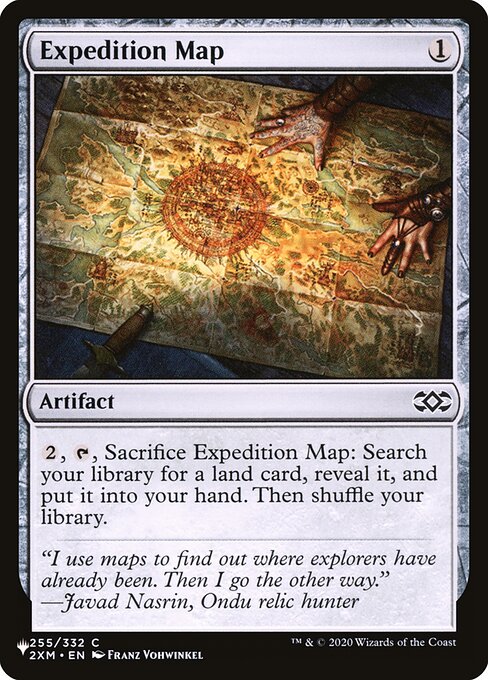 Expedition Map 1
Artifact
2, , Sacrifice Expedition Map: Search
your library for a land card, reveal it, and
put it into your hand. Then shuffle your
library.
“I use maps to find out where explorers have
already been. Then I go the other way.”
—Javad Nasrin, Ondu relic hunter
255/332 C
2XM • EN Franz Vohwinkel
™ & © 2020 Wizards of the Coast